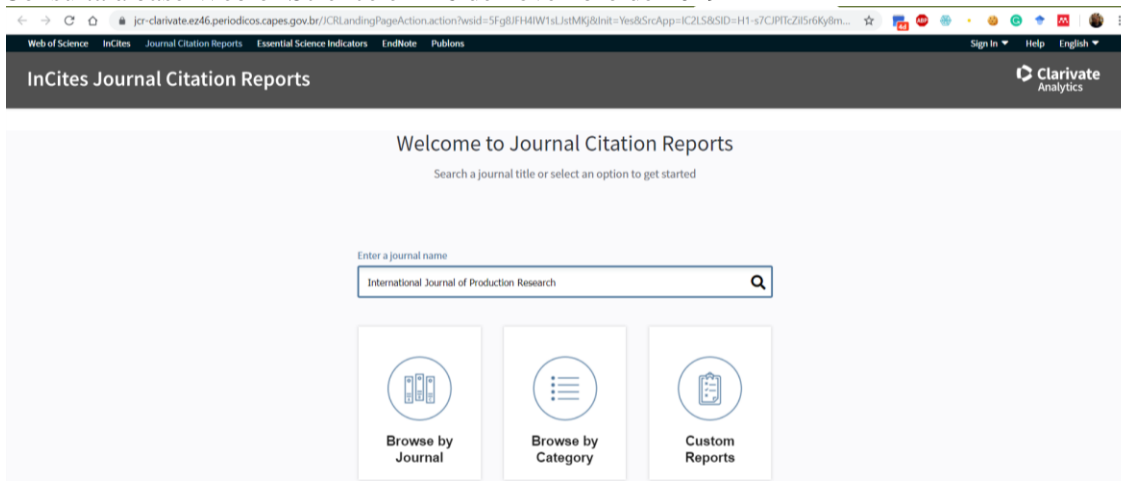 jcr-clarivate.ez46.periodicos.capes.gov.br/JCRLandingPageAction.action?wsid=5Fg8JFH4IW1sLJstMKj&Init=Yes&SrcApp=IC2LS&SID=H1-s7CJPITcZil5r6Ky8m...
Web of Science InCites Journal Citation Reports Essential Science Indicators EndNote Publons Sign In Help English
InCites Journal Citation Reports
Clarivate
Analytics
Welcome to Journal Citation Reports
Search a journal title or select an option to get started
Enter a journal name
International Journal of Production Research
Browse by Journal
Browse by Category
Custom Reports